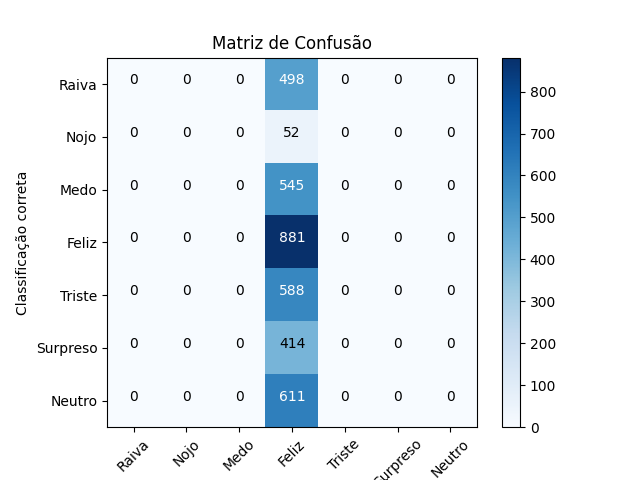 Matriz de Confusão
Classificação correta
Raiva 0 0 0 498 0 0 0
Nojo 0 0 0 52 0 0 0
Medo 0 0 0 545 0 0 0
Feliz 0 0 0 881 0 0 0
Triste 0 0 0 588 0 0 0
Surpreso 0 0 0 414 0 0 0
Neutro 0 0 0 611 0 0 0
Raiva Nojo Medo Feliz Triste urpreso Neutro
800
700
600
500
400
300
200
100
0